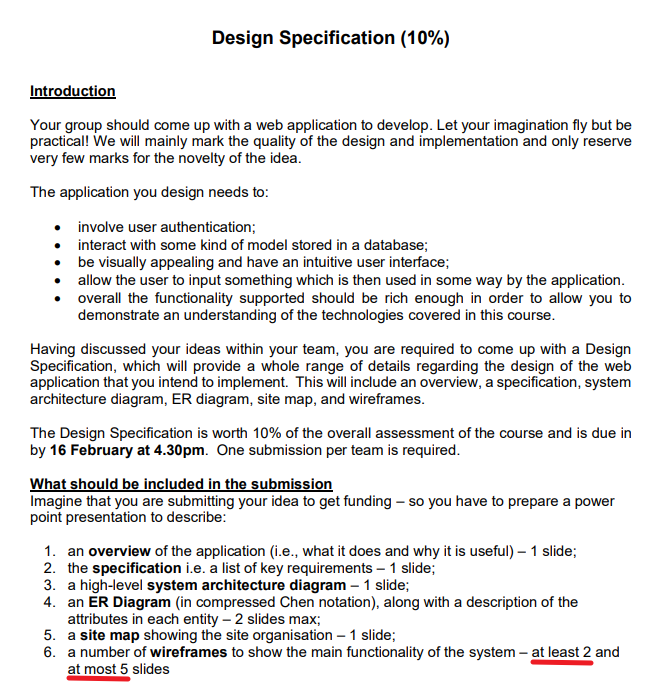 Design Specification (10%)
Introduction
Your group should come up with a web application to develop. Let your imagination fly but be
practical! We will mainly mark the quality of the design and implementation and only reserve
very few marks for the novelty of the idea.
The application you design needs to:
• involve user authentication;
• interact with some kind of model stored in a database;
• be visually appealing and have an intuitive user interface;
• allow the user to input something which is then used in some way by the application.
• overall the functionality supported should be rich enough in order to allow you to
demonstrate an understanding of the technologies covered in this course.
Having discussed your ideas within your team, you are required to come up with a Design
Specification, which will provide a whole range of details regarding the design of the web
application that you intend to implement. This will include an overview, a specification, system
architecture diagram, ER diagram, site map, and wireframes.
The Design Specification is worth 10% of the overall assessment of the course and is due in
by 16 February at 4.30pm. One submission per team is required.
What should be included in the submission
Imagine that you are submitting your idea to get funding – so you have to prepare a power
point presentation to describe:
1. an overview of the application (i.e., what it does and why it is useful) – 1 slide;
2. the specification i.e. a list of key requirements – 1 slide;
3. a high-level system architecture diagram – 1 slide;
4. an ER Diagram (in compressed Chen notation), along with a description of the
attributes in each entity – 2 slides max;
5. a site map showing the site organisation – 1 slide;
6. a number of wireframes to show the main functionality of the system – at least 2 and
at most 5 slides